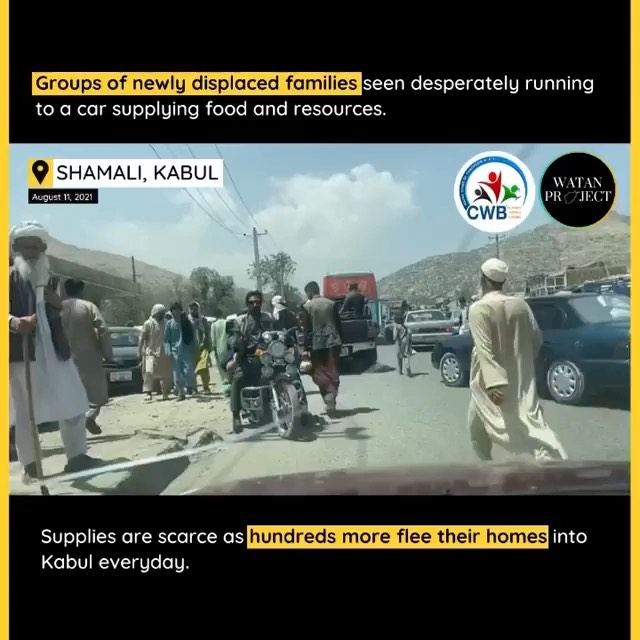 Groups of newly displaced families seen desperately running
to a car supplying food and resources.
SHAMALI, KABUL
August 11, 2021
CWB
WATAN
PROJECT
Supplies are scarce as hundreds more flee their homes into
Kabul everyday.